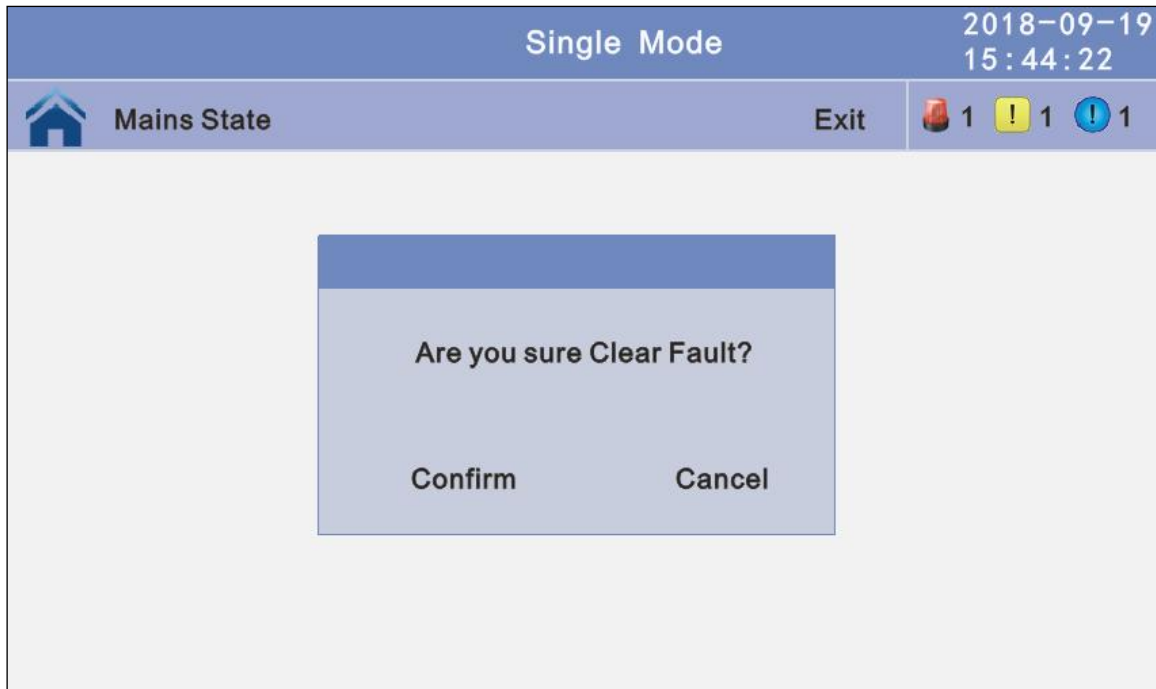 Single Mode
2018-09-19
15:44:22
Mains State
Exit
1
! 1
! 1
Are you sure Clear Fault?
Confirm
Cancel